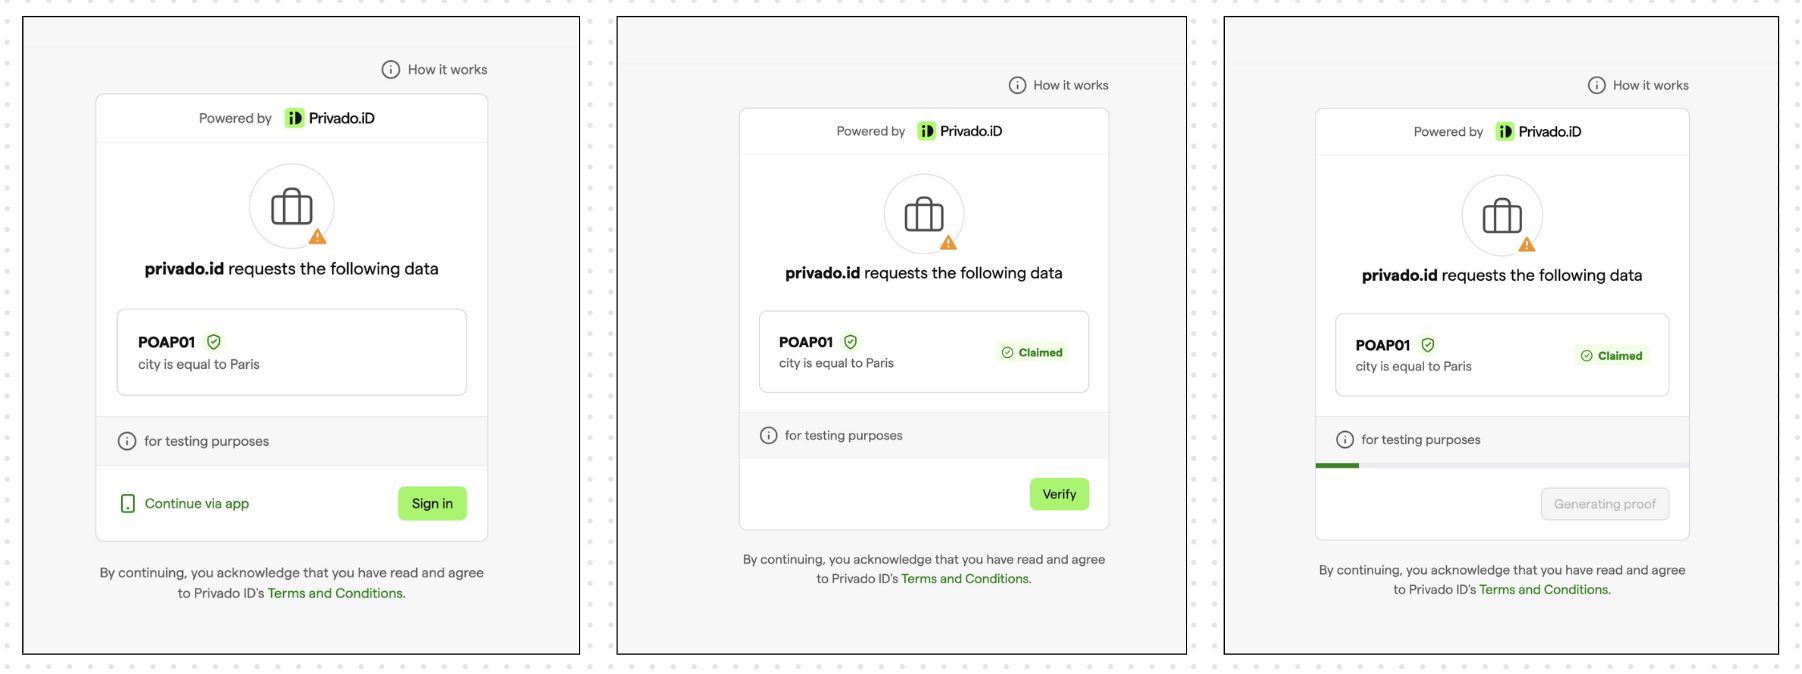 How it works
Powered by Privado.iD
privado.id requests the following data
POAP01
city is equal to Paris
for testing purposes
Continue via app
Sign in
By continuing, you acknowledge that you have read and agree
to Privado ID's Terms and Conditions.
How it works
Powered by Privado.iD
privado.id requests the following data
POAP01
Claimed
city is equal to Paris
for testing purposes
Verify
By continuing, you acknowledge that you have read and agree
to Privado ID's Terms and Conditions.
How it works
Powered by Privado.iD
privado.id requests the following data
POAP01
Claimed
city is equal to Paris
for testing purposes
Generating proof
By continuing, you acknowledge that you have read and agree
to Privado ID's Terms and Conditions.